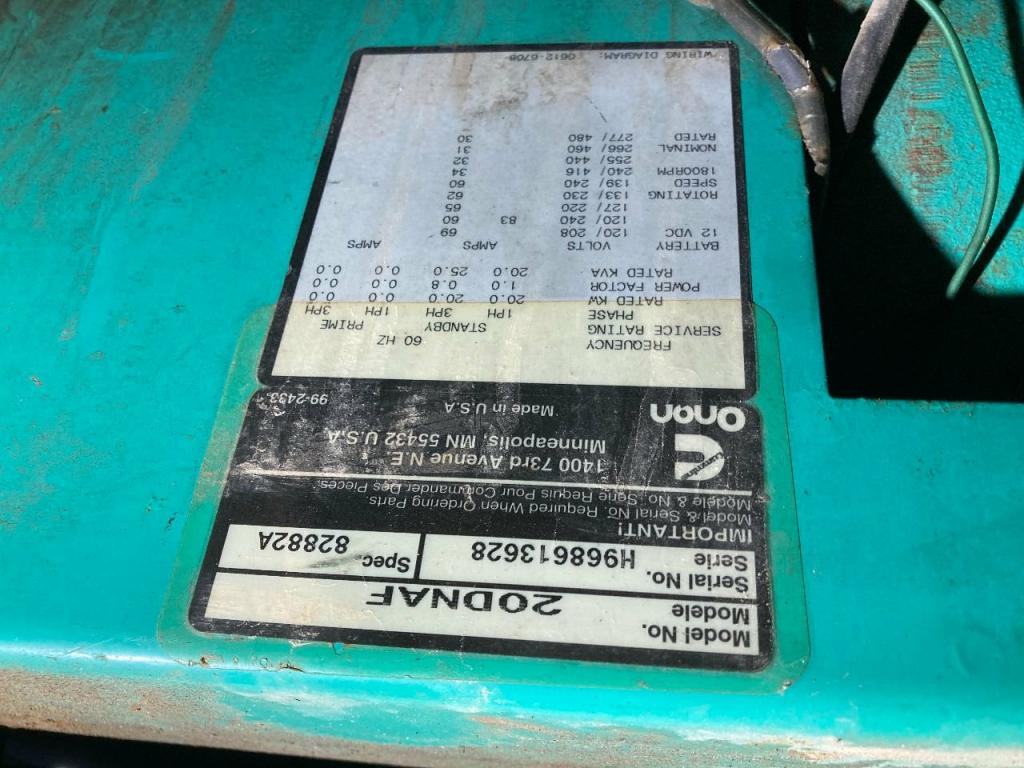 Model No.
Modele 20DNAF
Serial No.
Serie H968613628 Spec. 82882A
IMPORTANT!
Model & Serial No. Required When Ordering Parts.
Modele & No. Serie Requis Pour Commander Des Pieces.
Cummins
Onan
1400 73rd Avenue N.E.
Minneapolis, MN 55432 U.S.A
Made in U.S.A 99-2433
FREQUENCY 60 HZ
SERVICE RATING STANDBY PRIME
PHASE 1PH 3PH 1PH 3PH
RATED KW 20.0 20.0 0.0 0.0
POWER FACTOR 1.0 0.8 0.0 0.0
RATED KVA 20.0 25.0 0.0 0.0
BATTERY VOLTS AMPS AMPS
12 VDC 120/ 208 69
120/ 240 83 60
127/ 220 65
ROTATING 133/ 230 62
SPEED 139/ 240 60
1800RPM 240/ 416 34
255/ 440 32
NOMINAL 266/ 460 31
RATED 277/ 480 30
WIRING DIAGRAM: 0612-6706